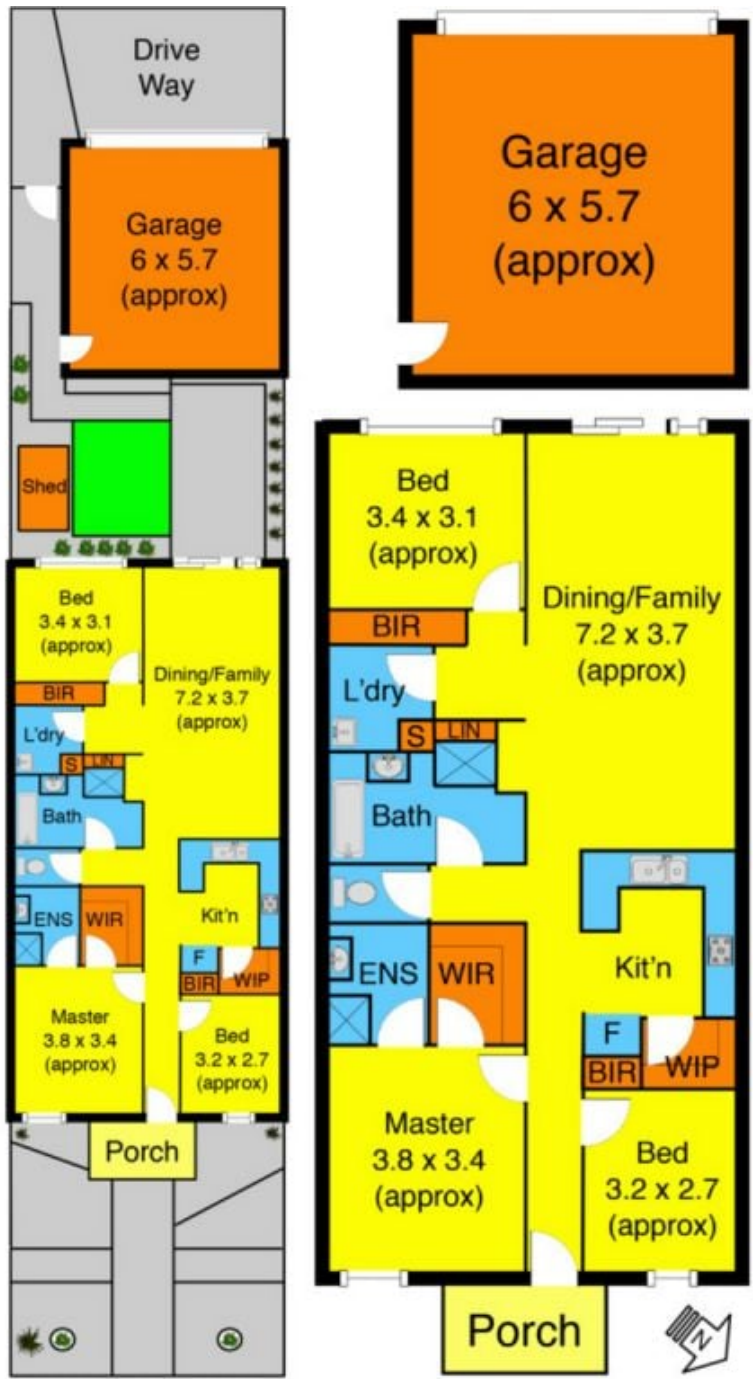 Drive
Way
Garage
6 x 5.7
(approx)
Shed
Bed
3.4 x 3.1
(approx)
Dining/Family
7.2 x 3.7
(approx)
BIR
L'dry
S
LIN
Bath
ENS
WIR
Kit'n
F
BIR
WIP
Master
3.8 x 3.4
(approx)
Bed
3.2 x 2.7
(approx)
Porch
Garage
6 x 5.7
(approx)
Bed
3.4 x 3.1
(approx)
Dining/Family
7.2 x 3.7
(approx)
BIR
L'dry
S
LIN
Bath
ENS
WIR
Kit'n
F
BIR
WIP
Master
3.8 x 3.4
(approx)
Bed
3.2 x 2.7
(approx)
Porch
N